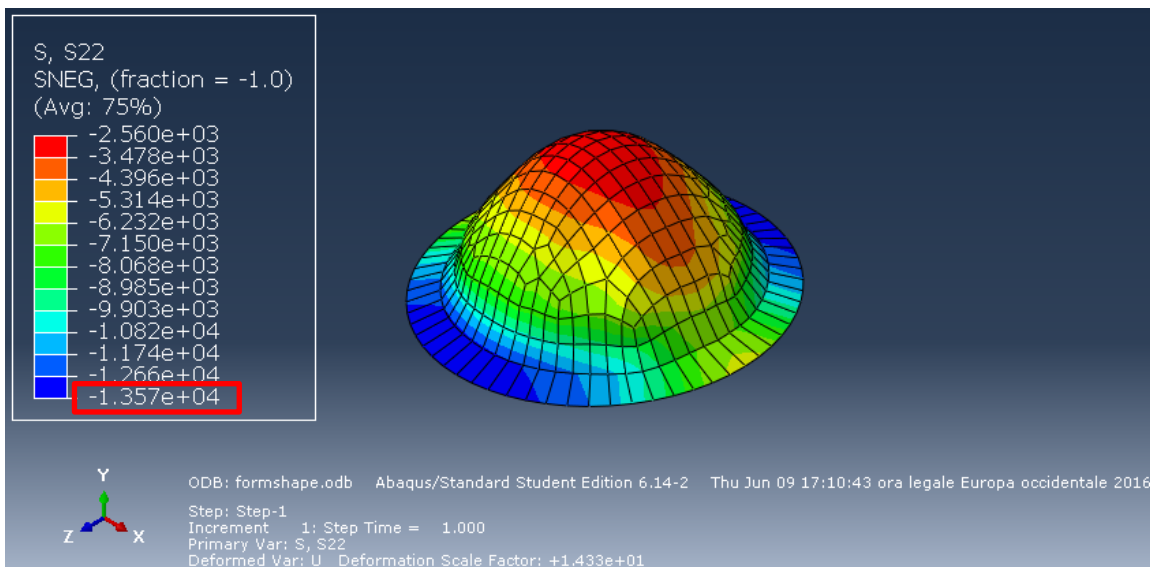 S, S22
SNEG, (fraction = -1.0)
(Avg: 75%)
-2.560e+03
-3.478e+03
-4.396e+03
-5.314e+03
-6.232e+03
-7.150e+03
-8.068e+03
-8.985e+03
-9.903e+03
-1.082e+04
-1.174e+04
-1.266e+04
-1.357e+04
Y
Z X
ODB: formshape.odb Abaqus/Standard Student Edition 6.14-2 Thu Jun 09 17:10:43 ora legale Europa occidentale 2016
Step: Step-1
Increment 1: Step Time = 1.000
Primary Var: S, S22
Deformed Var: U Deformation Scale Factor: +1.433e+01